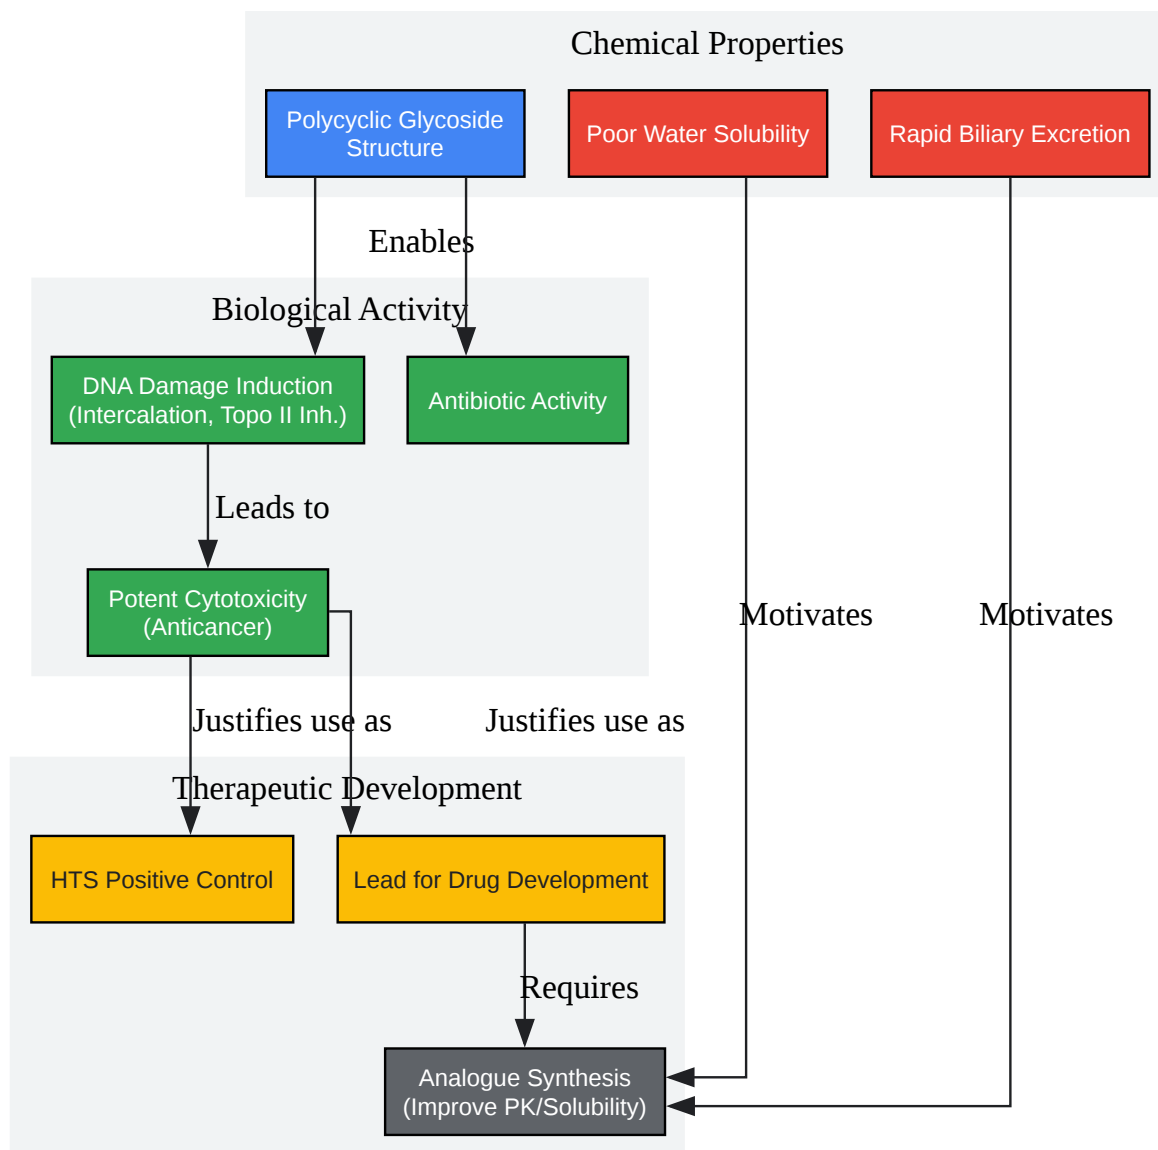 Chemical Properties
Polycyclic Glycoside
Structure
Poor Water Solubility
Rapid Biliary Excretion
Enables
Biological Activity
DNA Damage Induction
(Intercalation, Topo II Inh.)
Antibiotic Activity
Leads to
Potent Cytotoxicity
(Anticancer)
Motivates
Motivates
Justifies use as
Justifies use as
Therapeutic Development
HTS Positive Control
Lead for Drug Development
Requires
Analogue Synthesis
(Improve PK/Solubility)